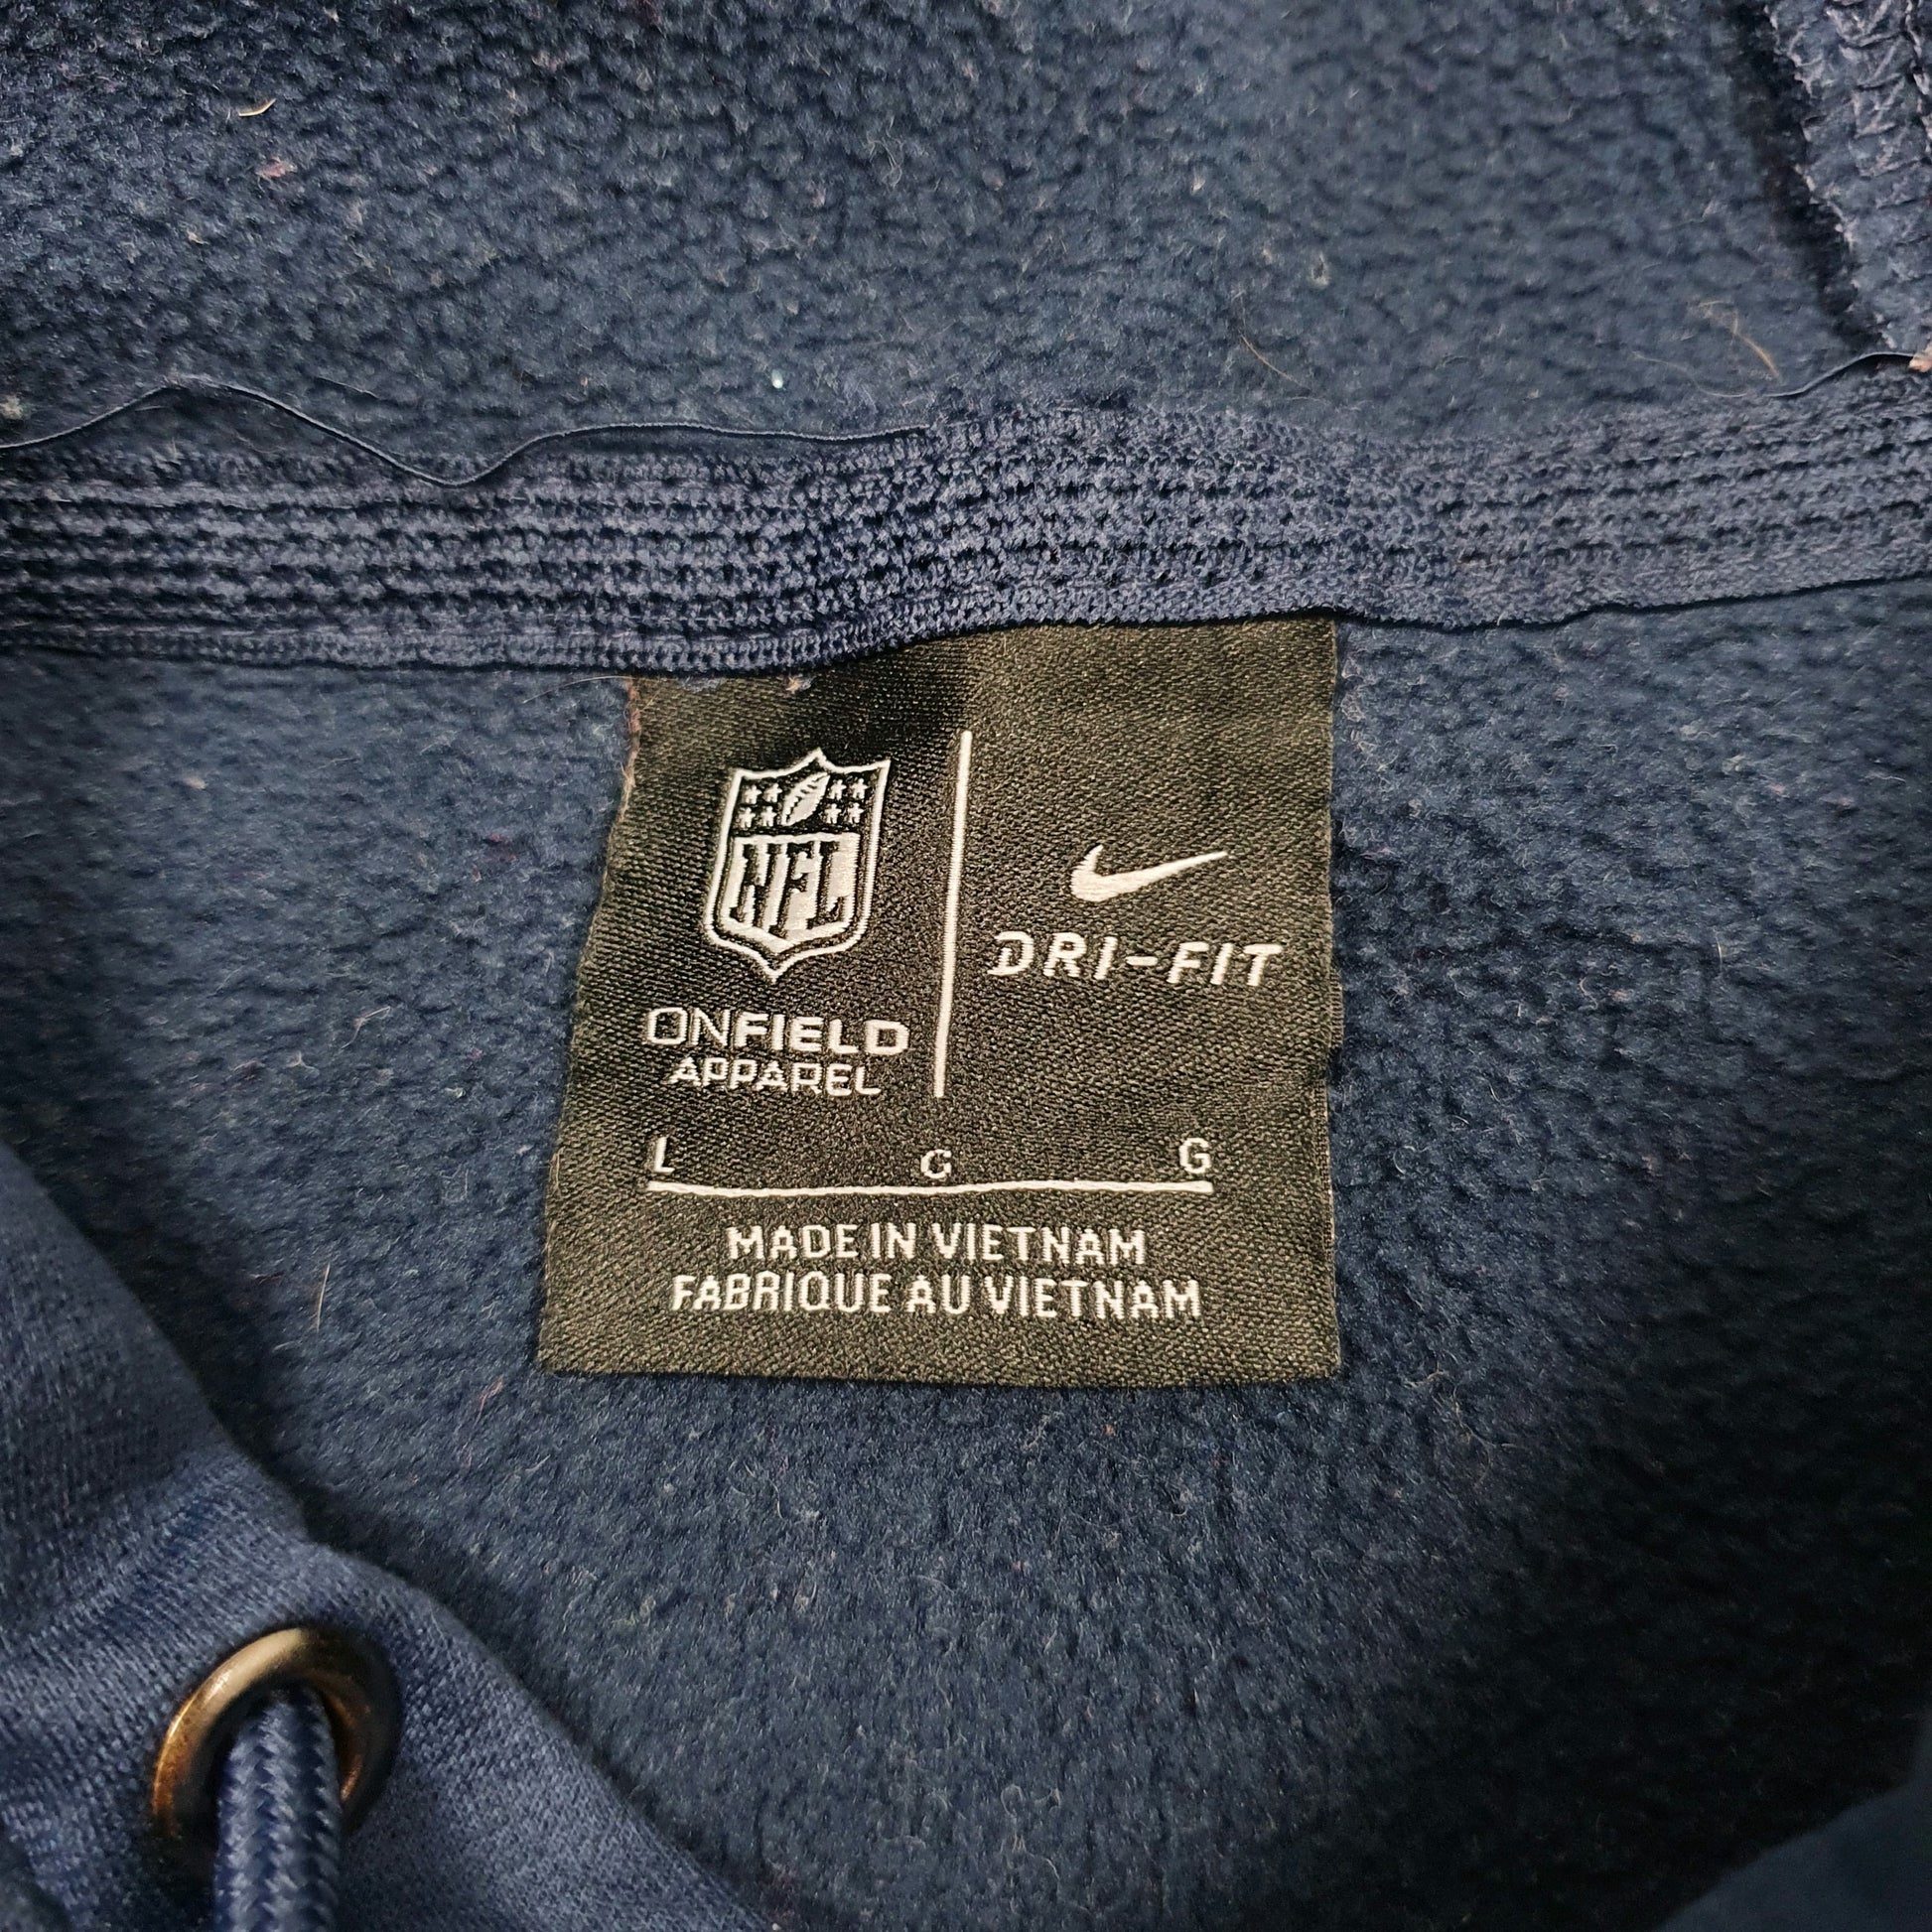 NFL
ONFIELD
APPAREL
DRI-FIT
L G G
MADE IN VIETNAM
FABRIQUE AU VIETNAM